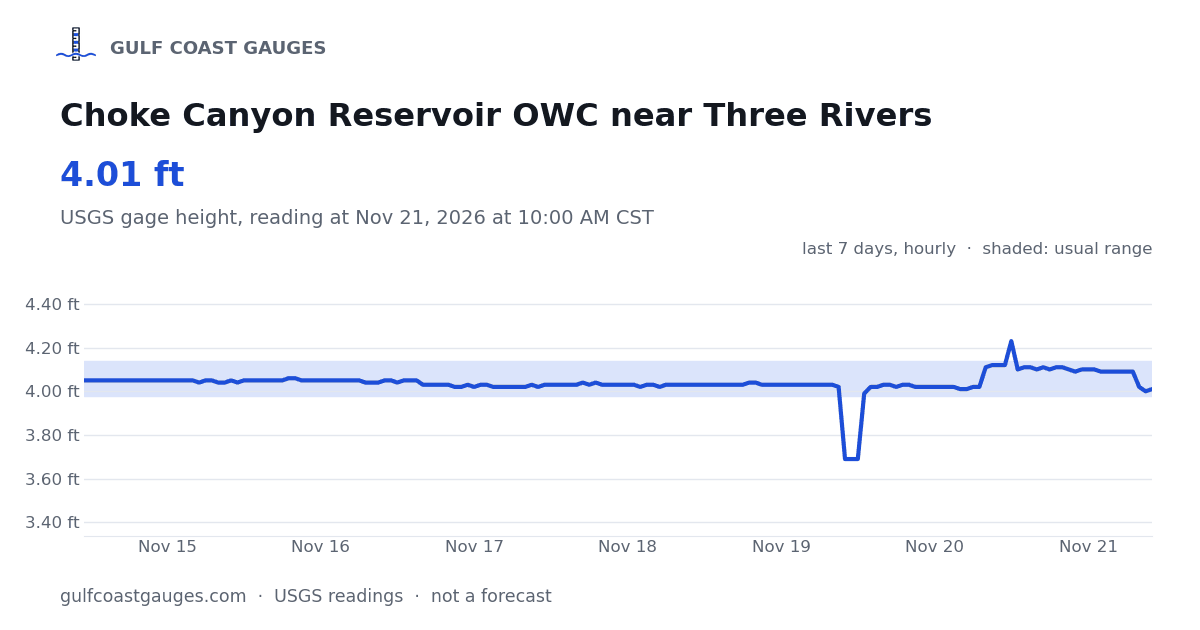 GULF COAST GAUGES
Choke Canyon Reservoir OWC near Three Rivers
4.01 ft
USGS gage height, reading at Nov 21, 2026 at 10:00 AM CST
last 7 days, hourly · shaded: usual range
4.40 ft
4.20 ft
4.00 ft
3.80 ft
3.60 ft
3.40 ft
Nov 15 Nov 16 Nov 17 Nov 18 Nov 19 Nov 20 Nov 21
gulfcoastgauges.com · USGS readings · not a forecast